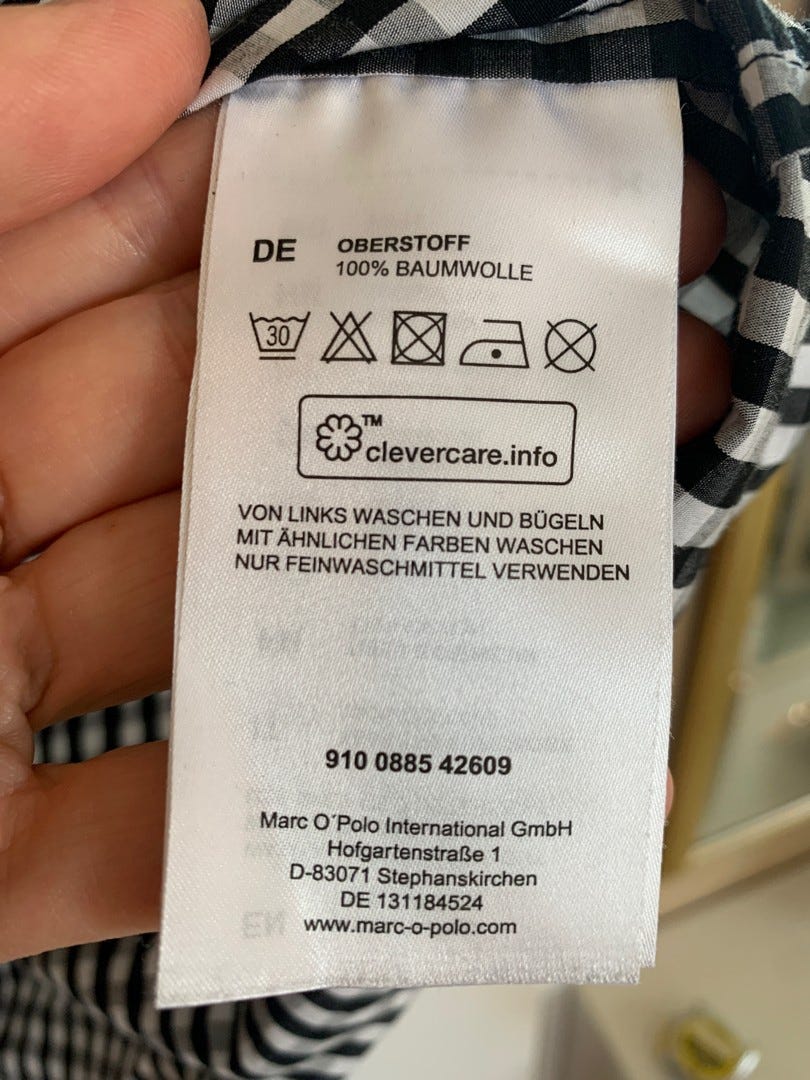 DE OBERSTOFF
100% BAUMWOLLE
30
TM
clevercare.info
VON LINKS WASCHEN UND BÜGELN
MIT ÄHNLICHEN FARBEN WASCHEN
NUR FEINWASCHMITTEL VERWENDEN
910 0885 42609
Marc O´Polo International GmbH
Hofgartenstraße 1
D-83071 Stephanskirchen
DE 131184524
www.marc-o-polo.com